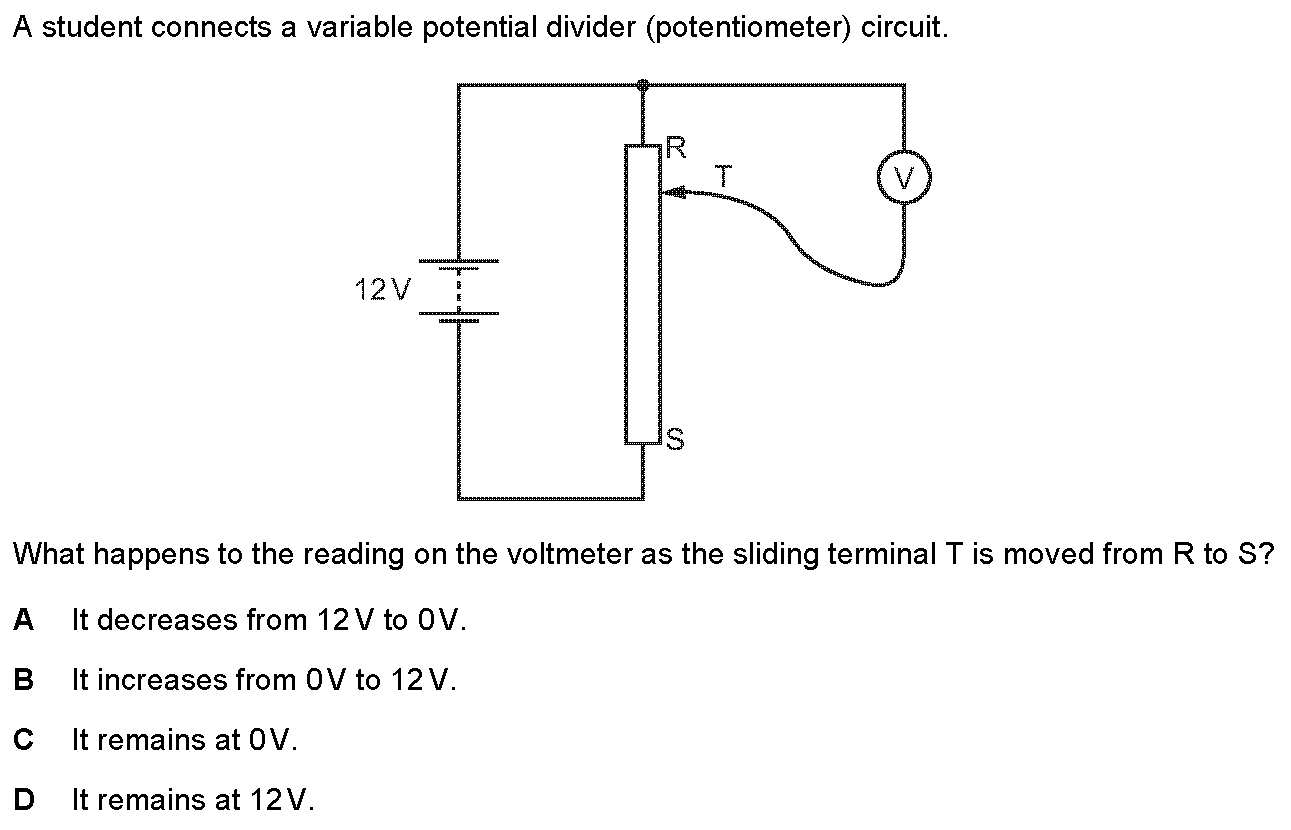 A student connects a variable potential divider (potentiometer) circuit.
R
T
V
12 V
S
What happens to the reading on the voltmeter as the sliding terminal T is moved from R to S?
A It decreases from 12 V to 0 V.
B It increases from 0 V to 12 V.
C It remains at 0 V.
D It remains at 12 V.